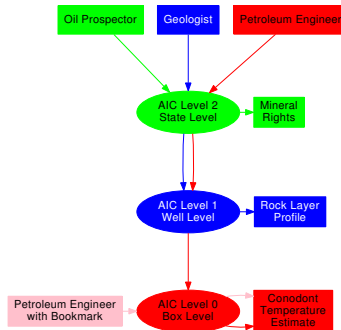 Oil Prospector
Geologist
Petroleum Engineer
AIC Level 2
State Level
Mineral
Rights
AIC Level 1
Well Level
Rock Layer
Profile
Petroleum Engineer
with Bookmark
AIC Level 0
Box Level
Conodont
Temperature
Estimate